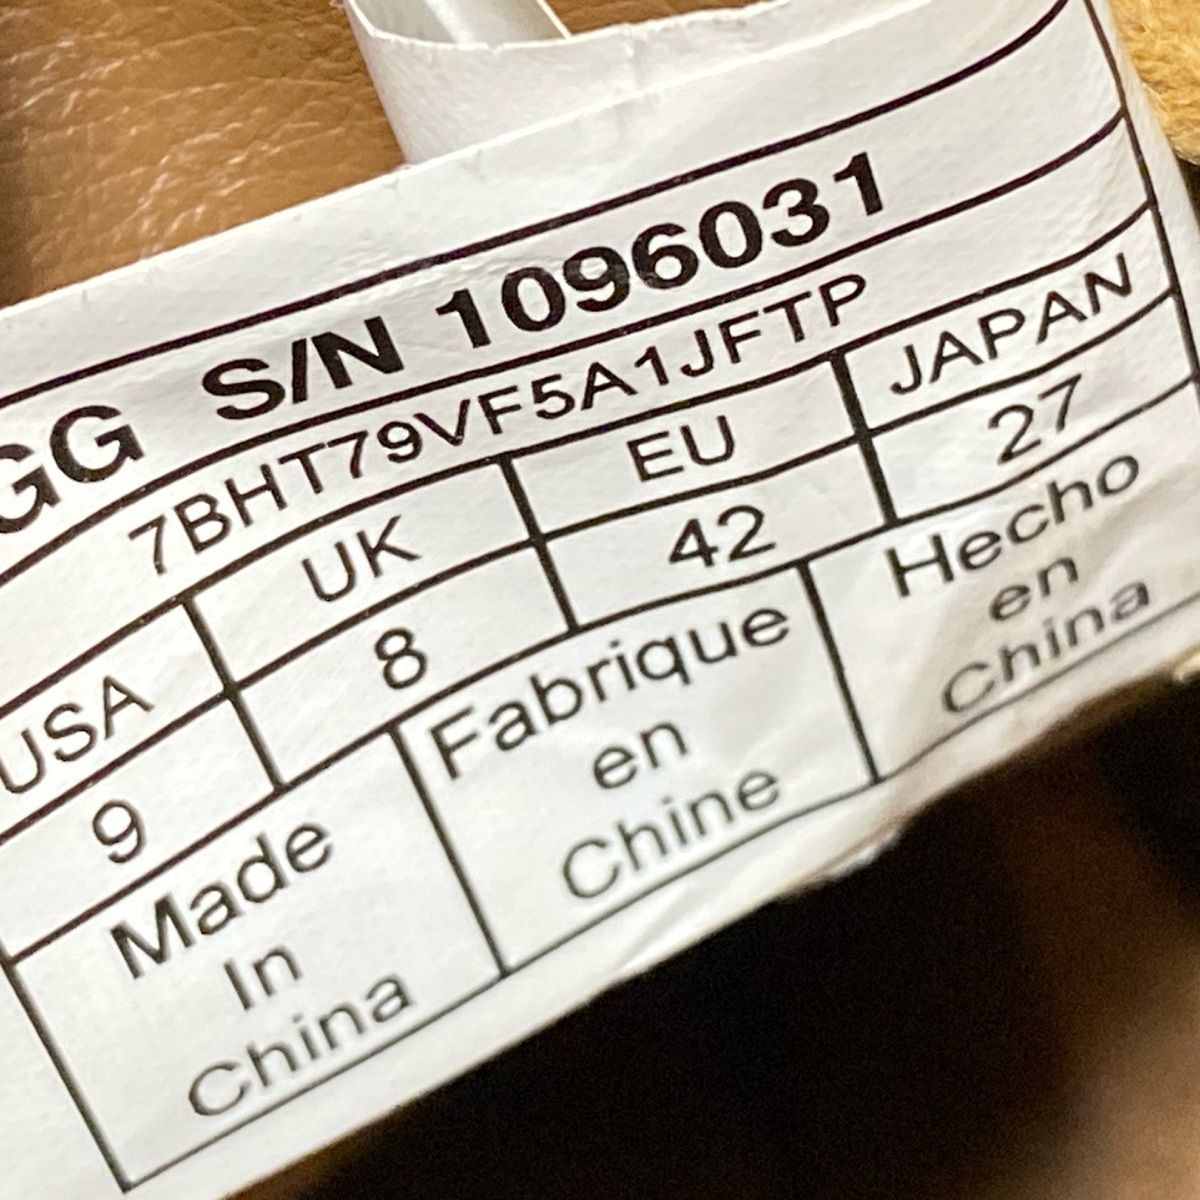 GG S/N 1096031
7BHT79VF5A1JFTP
USA UK EU JAPAN
9 8 42 27
Made Fabrique Hecho
In en en
China Chine China